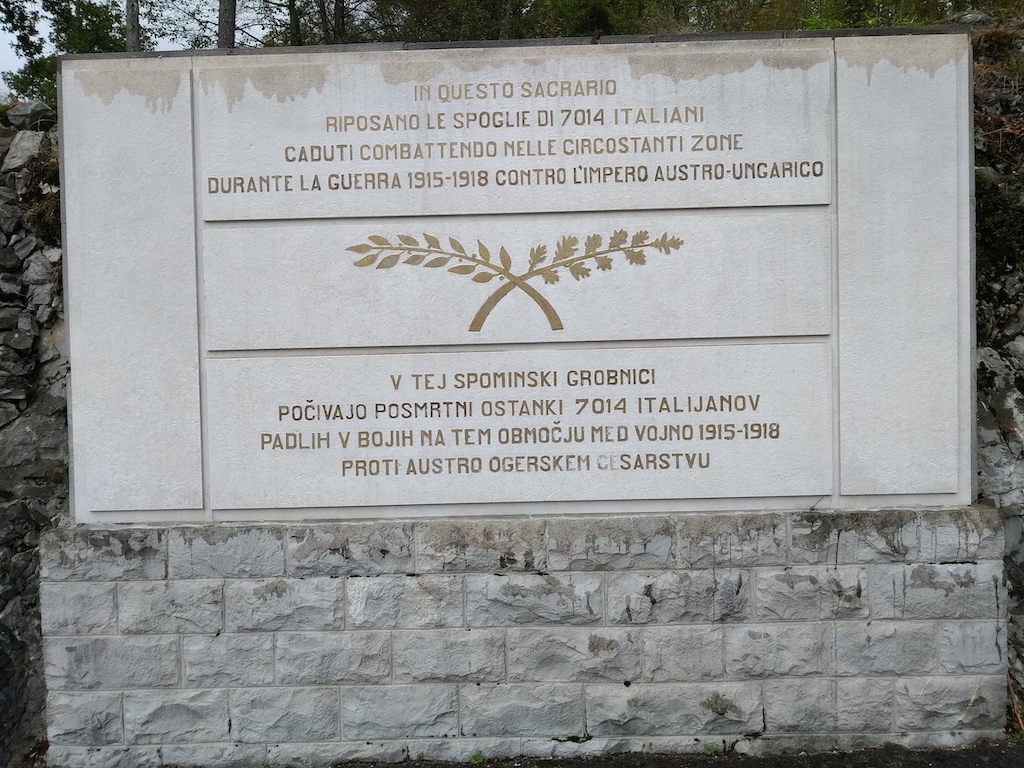 IN QUESTO SACRARIO
RIPOSANO LE SPOGLIE DI 7014 ITALIANI
CADUTI COMBATTENDO NELLE CIRCOSTANTI ZONE
DURANTE LA GUERRA 1915-1918 CONTRO L'IMPERO AUSTRO-UNGARICO
V TEJ SPOMINSKI GROBNICI
POČIVAJO POSMRTNI OSTANKI 7014 ITALIJANOV
PADLIH V BOJIH NA TEM OBMOČJU MED VOJNO 1915-1918
PROTI AUSTRO OGERSKEM CESARSTVU